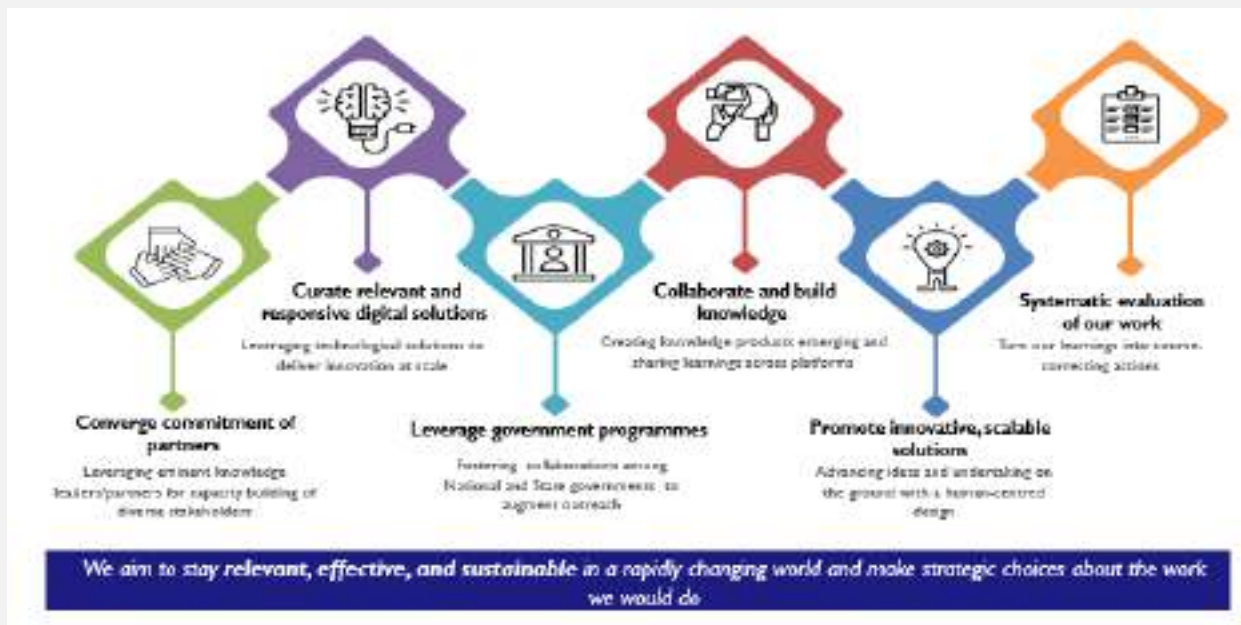 Curate relevant and
responsive digital solutions
Leveraging technological solutions to
deliver innovation at scale
Collaborate and build
knowledge
Creating knowledge products emerging and
sharing learnings across platforms
Systematic evaluation
of our work
Turn our learnings into course-
correcting actions
Converge commitment of
partners
Leveraging eminent knowledge
leaders/partners for capacity building of
diverse stakeholders
Leverage government programmes
Fostering collaborations among
National and State governments to
augment outreach
Promote innovative, scalable
solutions
Advancing ideas and undertaking on
the ground with a human-centred
design
We aim to stay relevant, effective, and sustainable in a rapidly changing world and make strategic choices about the work
we would do